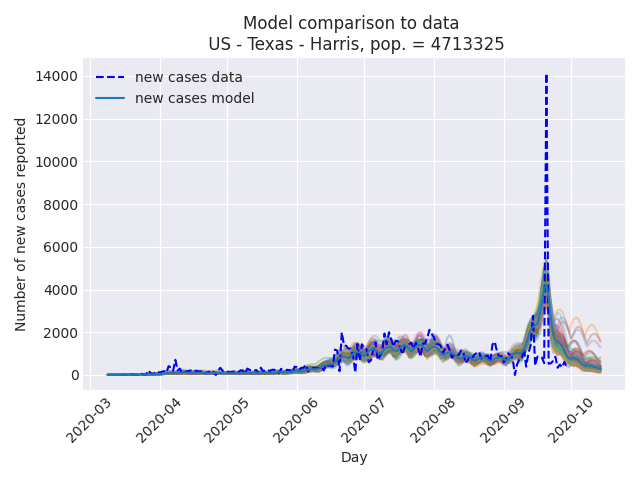 Model comparison to data
US - Texas - Harris, pop. = 4713325
new cases data
new cases model
Number of new cases reported
14000
12000
10000
8000
6000
4000
2000
0
2020-03
2020-04
2020-05
2020-06
2020-07
2020-08
2020-09
2020-10
Day